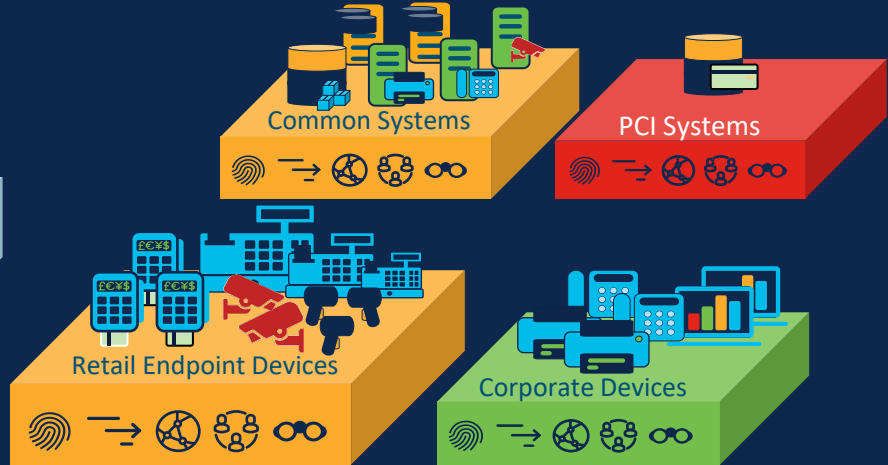 Common Systems
PCI Systems
£€¥$
£€¥$
£€¥$
Retail Endpoint Devices
Corporate Devices